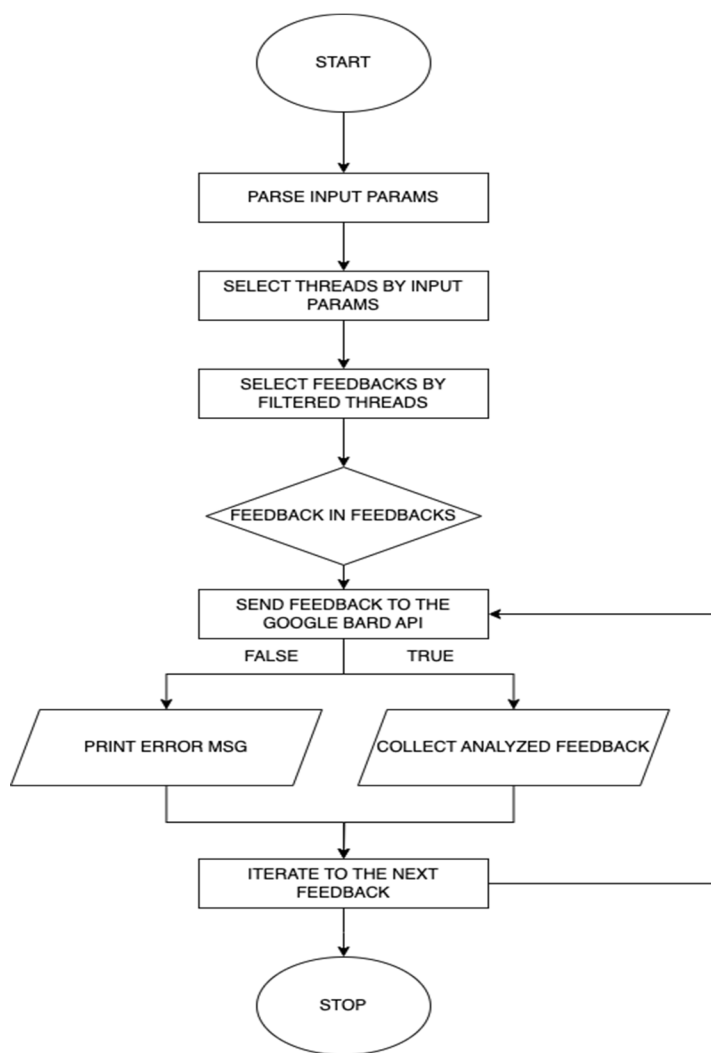 START
PARSE INPUT PARAMS
SELECT THREADS BY INPUT
PARAMS
SELECT FEEDBACKS BY
FILTERED THREADS
FEEDBACK IN FEEDBACKS
SEND FEEDBACK TO THE
GOOGLE BARD API
FALSE
TRUE
PRINT ERROR MSG
COLLECT ANALYZED FEEDBACK
ITERATE TO THE NEXT
FEEDBACK
STOP